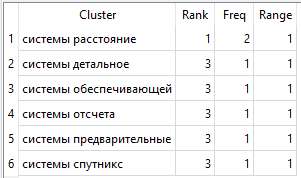 Cluster Rank Freq Range
1 системы расстояние 1 2 1
2 системы детальное 3 1 1
3 системы обеспечивающей 3 1 1
4 системы отсчета 3 1 1
5 системы предварительные 3 1 1
6 системы спутникс 3 1 1